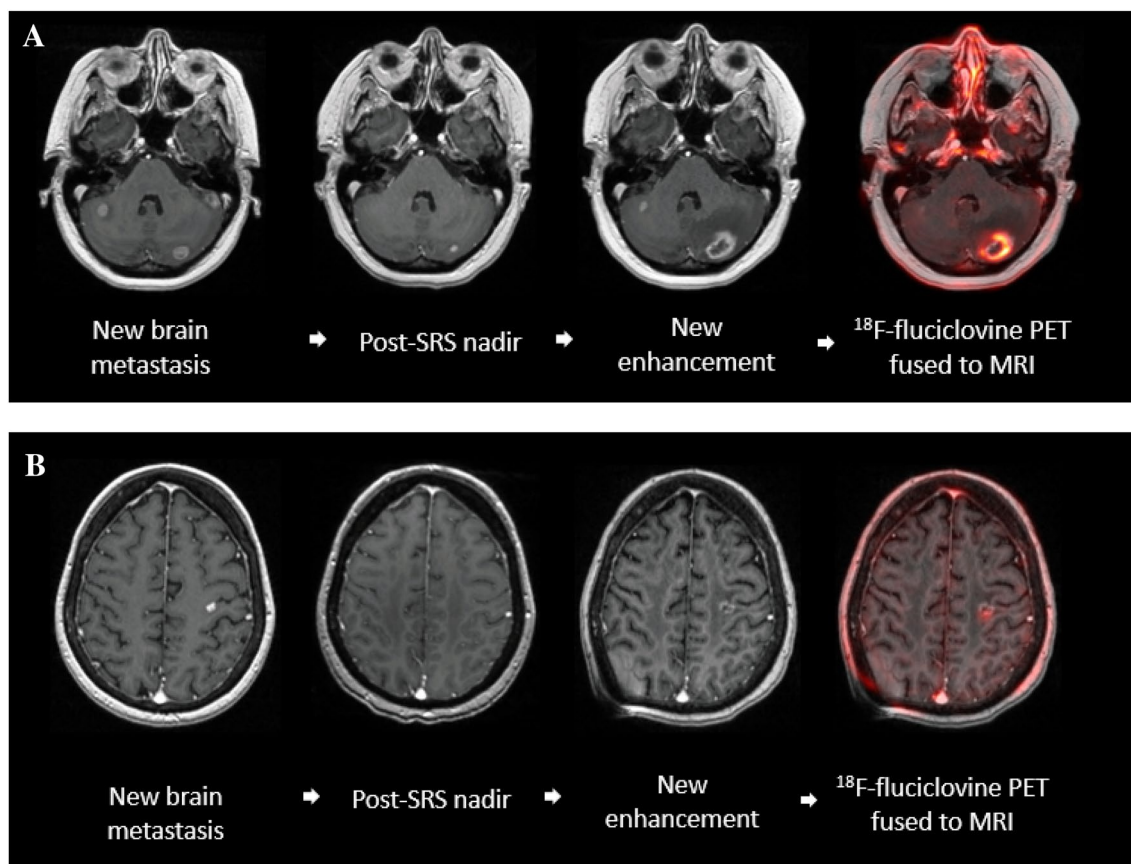 A
New brain
metastasis
➡ Post-SRS nadir ➡
New
enhancement
➡ ¹⁸F-fluciclovine PET
fused to MRI
B
New brain
metastasis
➡ Post-SRS nadir ➡
New
enhancement
➡ ¹⁸F-fluciclovine PET
fused to MRI